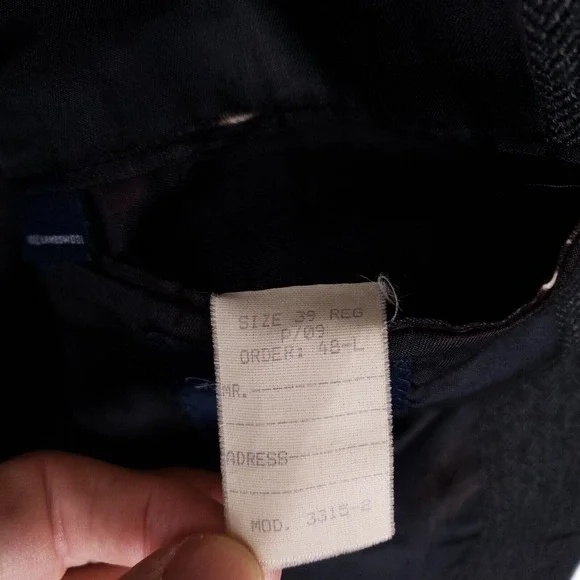 SIZE 39 REG
P/09
ORDER: 48-L
MR.
ADRESS
MOD. 3315-2